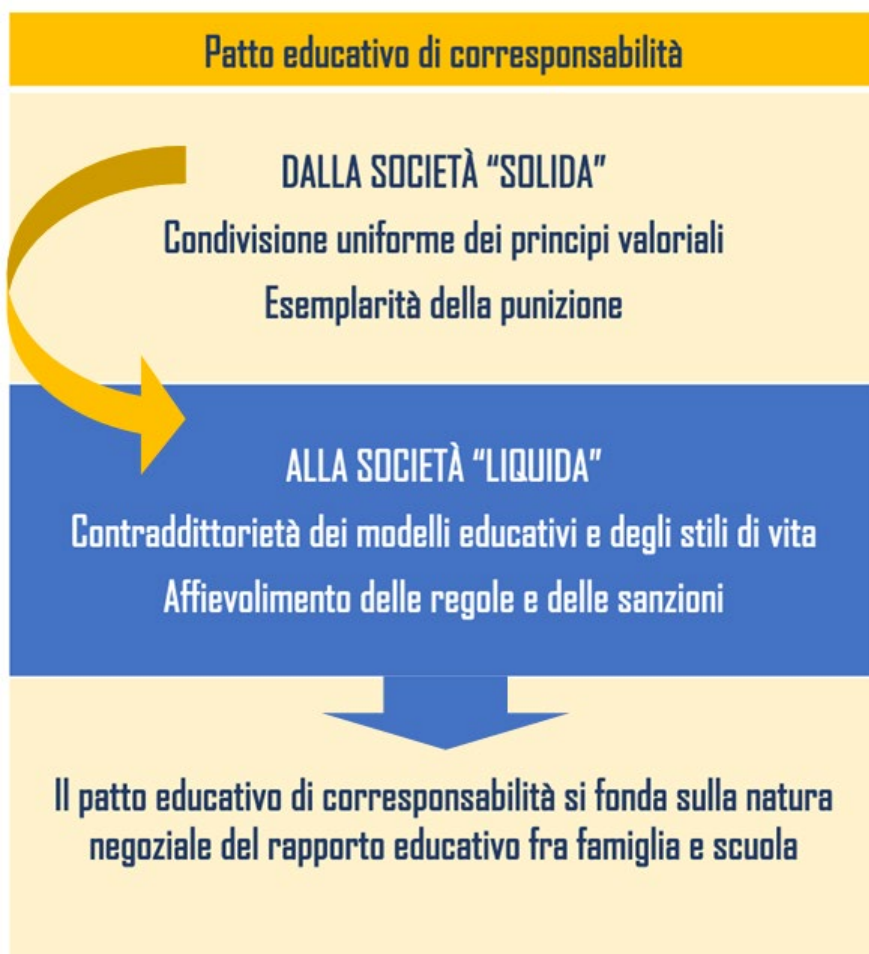 Patto educativo di corresponsabilità
DALLA SOCIETÀ “SOLIDA”
Condivisione uniforme dei principi valoriali
Esemplarità della punizione
ALLA SOCIETÀ “LIQUIDA”
Contraddittorietà dei modelli educativi e degli stili di vita
Affievolimento delle regole e delle sanzioni
Il patto educativo di corresponsabilità si fonda sulla natura
negoziale del rapporto educativo fra famiglia e scuola